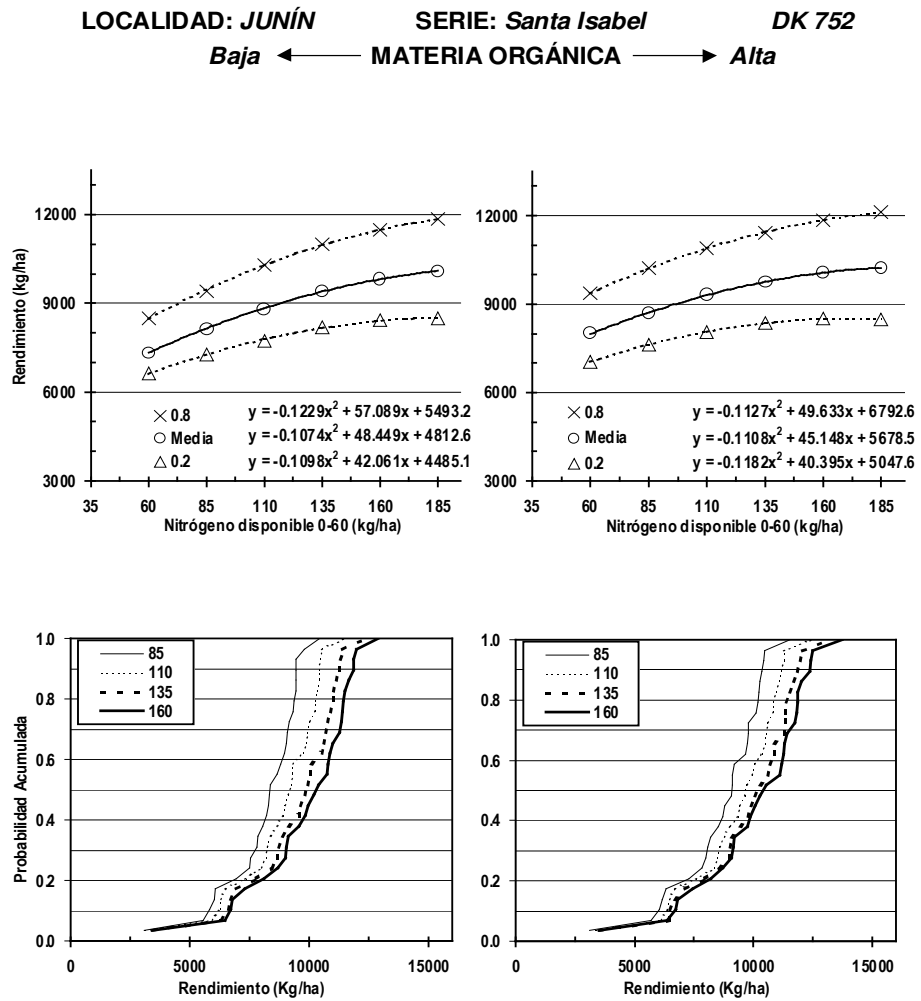 LOCALIDAD: JUNÍN SERIE: Santa Isabel DK 752
Baja MATERIA ORGÁNICA Alta
Rendimiento (kg/ha)
12000
9000
6000
3000
0.8 y = -0.1229x² + 57.089x + 5493.2
Media y = -0.1074x² + 48.449x + 4812.6
0.2 y = -0.1098x² + 42.061x + 4485.1
35 60 85 110 135 160 185
Nitrógeno disponible 0-60 (kg/ha)
12000
9000
6000
3000
0.8 y = -0.1127x² + 49.633x + 6792.6
Media y = -0.1108x² + 45.148x + 5678.5
0.2 y = -0.1182x² + 40.395x + 5047.6
35 60 85 110 135 160 185
Nitrógeno disponible 0-60 (kg/ha)
Probabilidad Acumulada
1.0
0.8
0.6
0.4
0.2
0.0
85
110
135
160
0 5000 10000 15000
Rendimiento (Kg/ha)
1.0
0.8
0.6
0.4
0.2
0.0
85
110
135
160
0 5000 10000 15000
Rendimiento (Kg/ha)